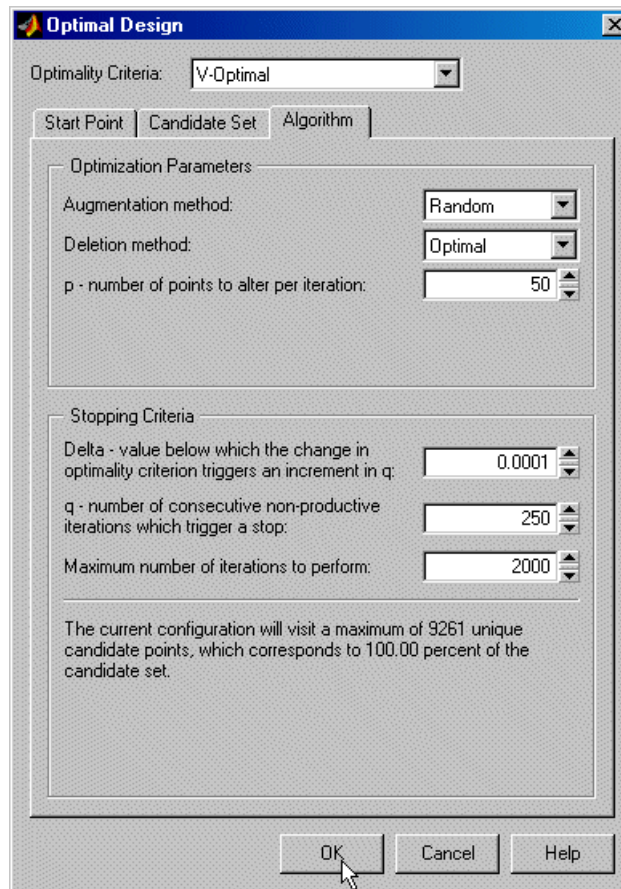 Optimal Design
Optimality Criteria: V-Optimal
Start Point Candidate Set Algorithm
Optimization Parameters
Augmentation method: Random
Deletion method: Optimal
p - number of points to alter per iteration: 50
Stopping Criteria
Delta - value below which the change in
optimality criterion triggers an increment in q: 0.0001
q - number of consecutive non-productive
iterations which trigger a stop: 250
Maximum number of iterations to perform: 2000
The current configuration will visit a maximum of 9261 unique
candidate points, which corresponds to 100.00 percent of the
candidate set.
OK Cancel Help